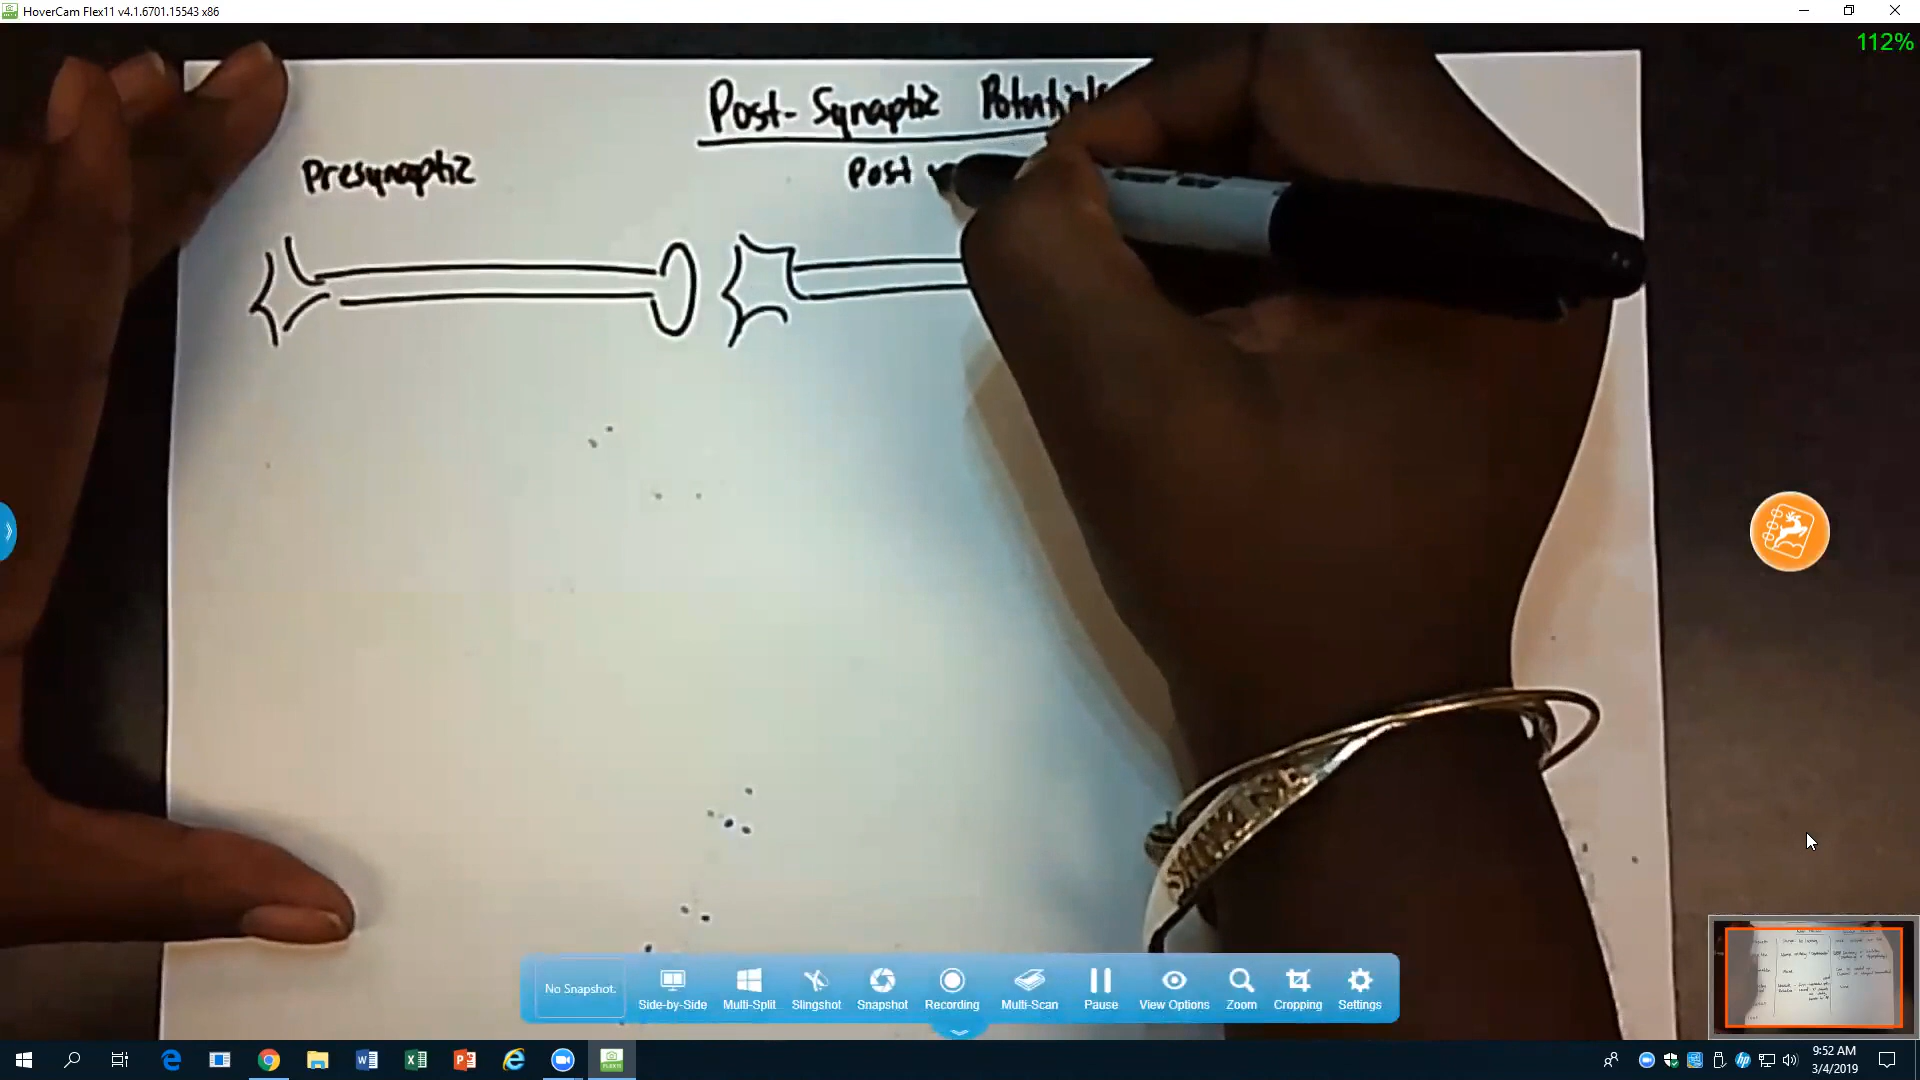 HoverCam Flex11 v4.1.6701.15543 x86
112%
Post-Synaptic Potentials
Presynaptic
Post
No Snapshot.
Side-by-Side
Multi-Split
Slingshot
Snapshot
Recording
Multi-Scan
Pause
View Options
Zoom
Cropping
Settings
9:52 AM
3/4/2019